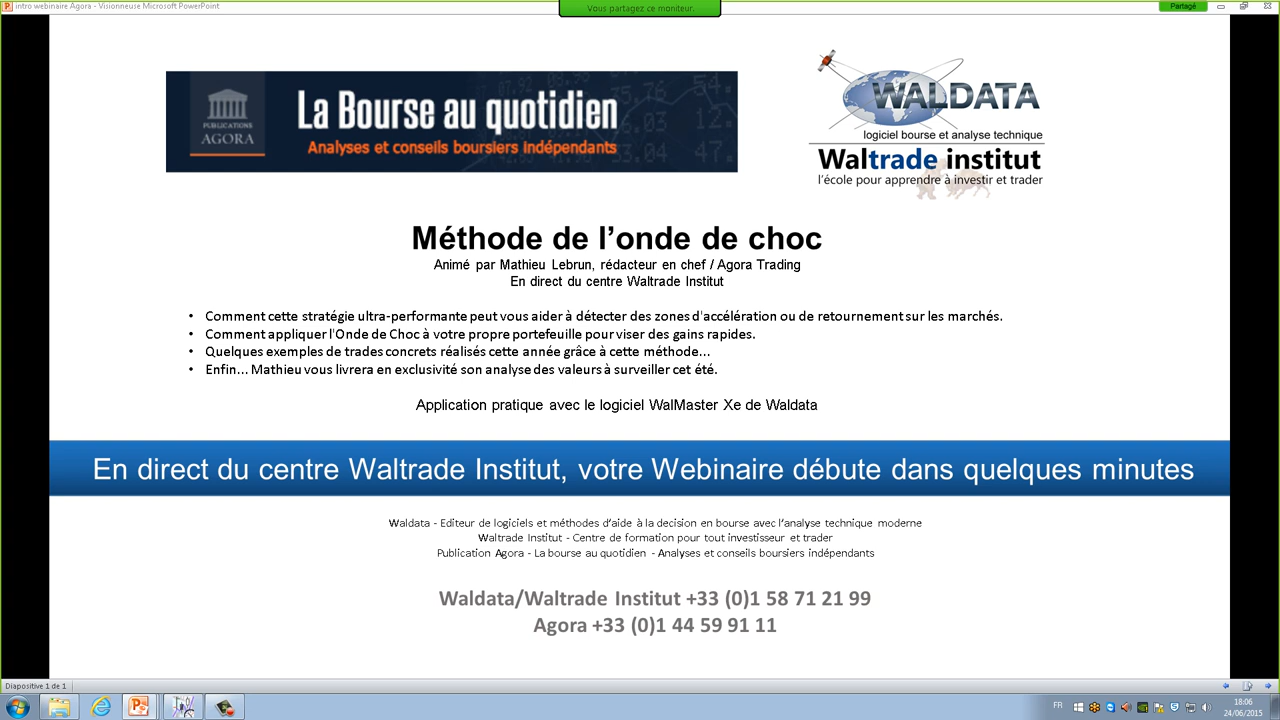 intro webinaire Agora - Visionneuse Microsoft PowerPoint
Vous partagez ce moniteur.
Partagé
PUBLICATIONS
AGORA
La Bourse au quotidien
Analyses et conseils boursiers indépendants
WALDATA
logiciel bourse et analyse technique
Waltrade institut
l'école pour apprendre à investir et trader
Méthode de l'onde de choc
Animé par Mathieu Lebrun, rédacteur en chef / Agora Trading
En direct du centre Waltrade Institut
• Comment cette stratégie ultra-performante peut vous aider à détecter des zones d'accélération ou de retournement sur les marchés.
• Comment appliquer l'Onde de Choc à votre propre portefeuille pour viser des gains rapides.
• Quelques exemples de trades concrets réalisés cette année grâce à cette méthode...
• Enfin... Mathieu vous livrera en exclusivité son analyse des valeurs à surveiller cet été.
Application pratique avec le logiciel WalMaster Xe de Waldata
En direct du centre Waltrade Institut, votre Webinaire débute dans quelques minutes
Waldata - Editeur de logiciels et méthodes d'aide à la decision en bourse avec l'analyse technique moderne
Waltrade Institut - Centre de formation pour tout investisseur et trader
Publication Agora - La bourse au quotidien - Analyses et conseils boursiers indépendants
Waldata/Waltrade Institut +33 (0)1 58 71 21 99
Agora +33 (0)1 44 59 91 11
Diapositive 1 de 1
FR
18:06
24/06/2015